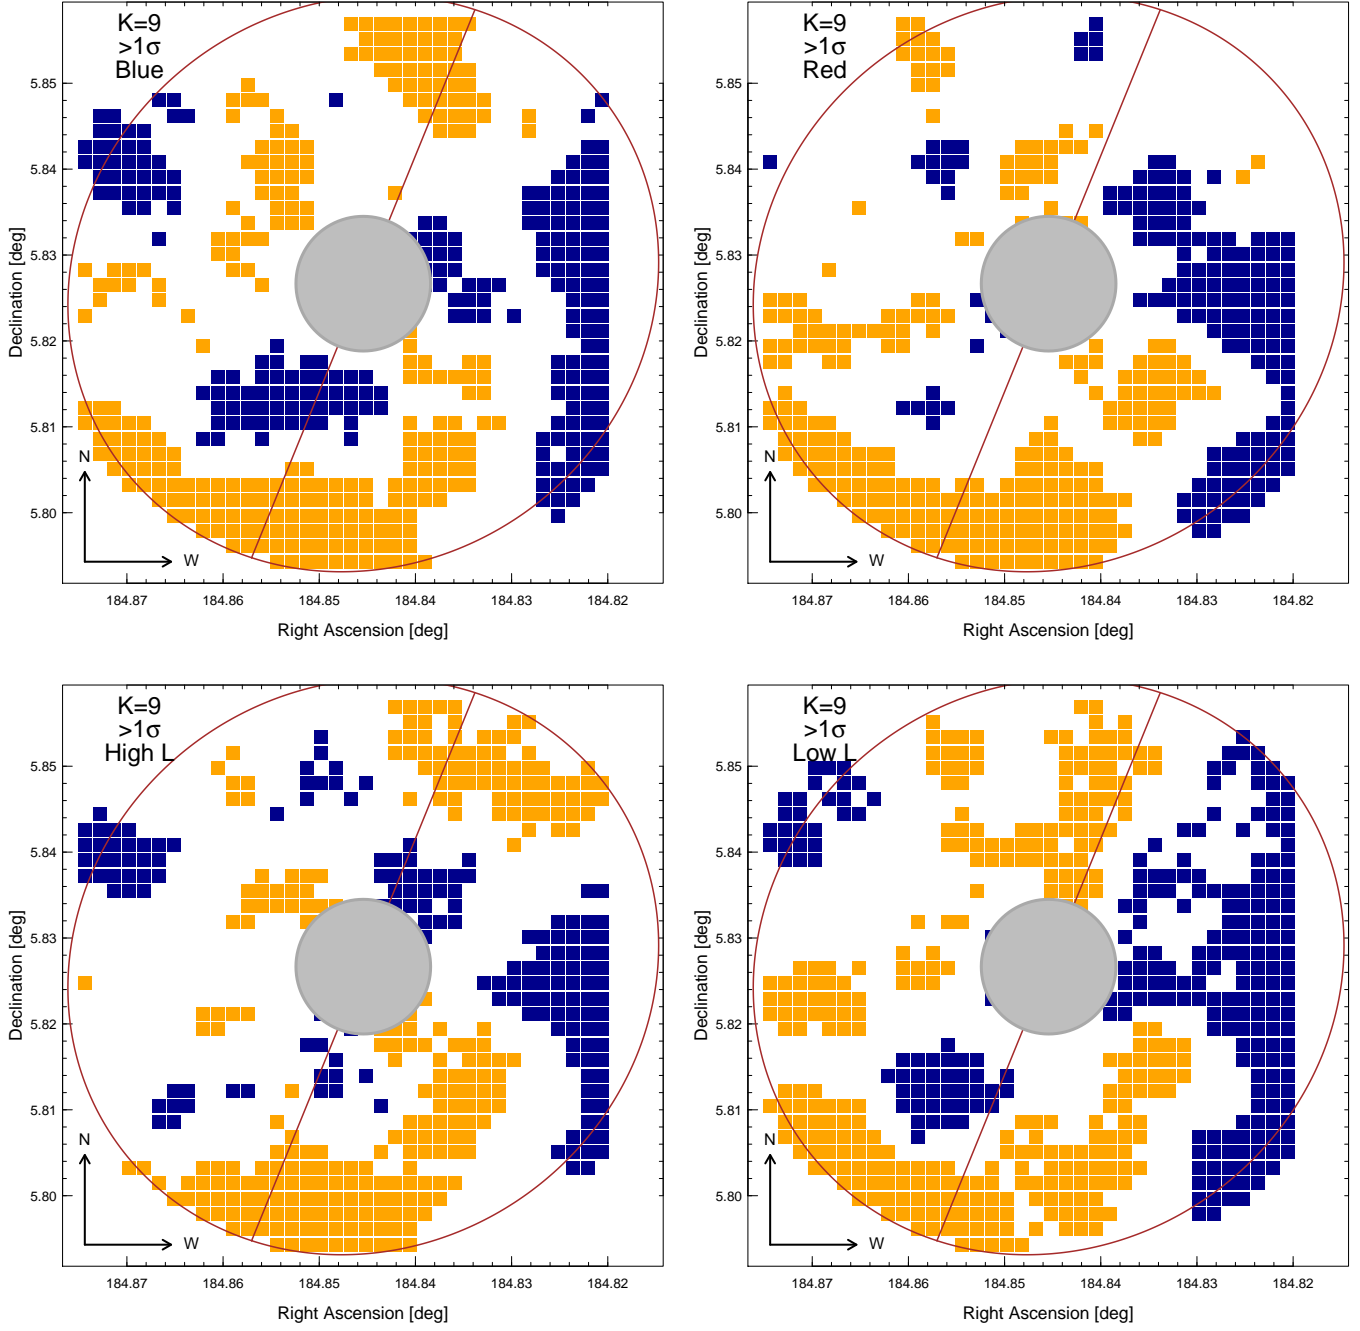 K=9
>1σ
Blue
5.85
5.84
5.83
5.82
5.81
5.80
Declination [deg]
N
W
184.87 184.86 184.85 184.84 184.83 184.82
Right Ascension [deg]
K=9
>1σ
Red
5.85
5.84
5.83
5.82
5.81
5.80
Declination [deg]
N
W
184.87 184.86 184.85 184.84 184.83 184.82
Right Ascension [deg]
K=9
>1σ
High L
5.85
5.84
5.83
5.82
5.81
5.80
Declination [deg]
N
W
184.87 184.86 184.85 184.84 184.83 184.82
Right Ascension [deg]
K=9
>1σ
Low L
5.85
5.84
5.83
5.82
5.81
5.80
Declination [deg]
N
W
184.87 184.86 184.85 184.84 184.83 184.82
Right Ascension [deg]